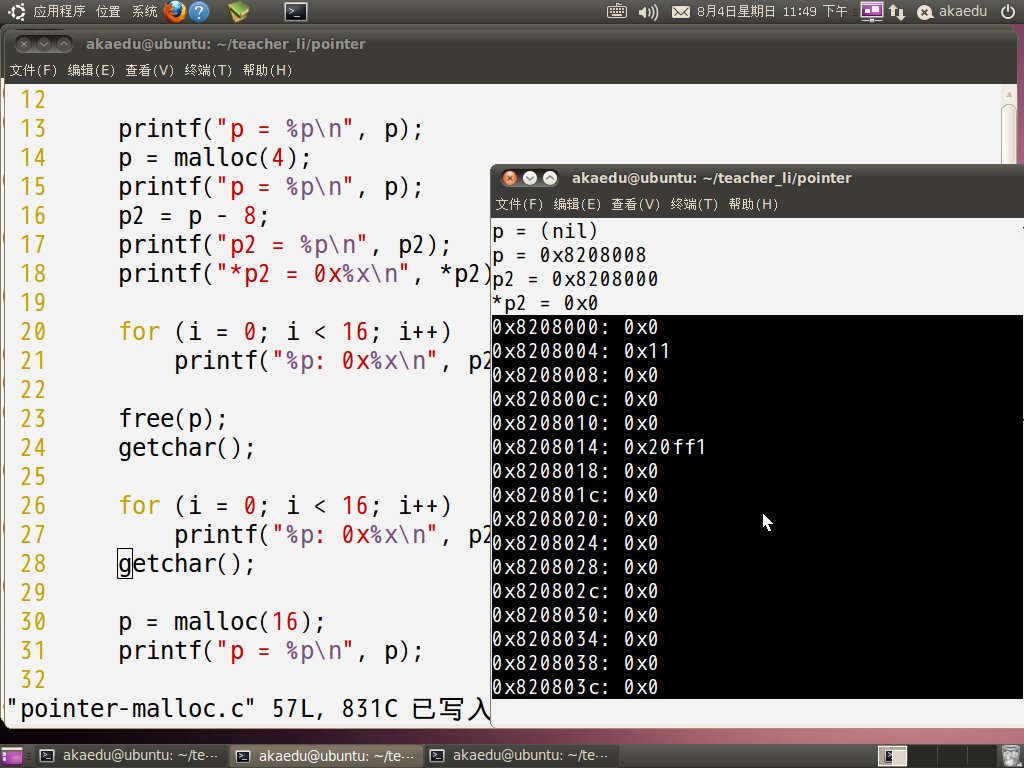 应用程序 位置 系统 8月4日星期日 11:49 下午 akaedu
akaedu@ubuntu: ~/teacher_li/pointer
文件(F) 编辑(E) 查看(V) 终端(T) 帮助(H)
12
13 printf("p = %p\n", p);
14 p = malloc(4);
15 printf("p = %p\n", p);
16 p2 = p - 8;
17 printf("p2 = %p\n", p2);
18 printf("*p2 = 0x%x\n", *p2)
19
20 for (i = 0; i < 16; i++)
21 printf("%p: 0x%x\n", p2
22
23 free(p);
24 getchar();
25
26 for (i = 0; i < 16; i++)
27 printf("%p: 0x%x\n", p2
28 getchar();
29
30 p = malloc(16);
31 printf("p = %p\n", p);
32
"pointer-malloc.c" 57L, 831C 已写入
akaedu@ubuntu: ~/teacher_li/pointer
文件(F) 编辑(E) 查看(V) 终端(T) 帮助(H)
p = (nil)
p = 0x8208008
p2 = 0x8208000
*p2 = 0x0
0x8208000: 0x0
0x8208004: 0x11
0x8208008: 0x0
0x820800c: 0x0
0x8208010: 0x0
0x8208014: 0x20ff1
0x8208018: 0x0
0x820801c: 0x0
0x8208020: 0x0
0x8208024: 0x0
0x8208028: 0x0
0x820802c: 0x0
0x8208030: 0x0
0x8208034: 0x0
0x8208038: 0x0
0x820803c: 0x0
akaedu@ubuntu: ~/te··· akaedu@ubuntu: ~/te··· akaedu@ubuntu: ~/te···